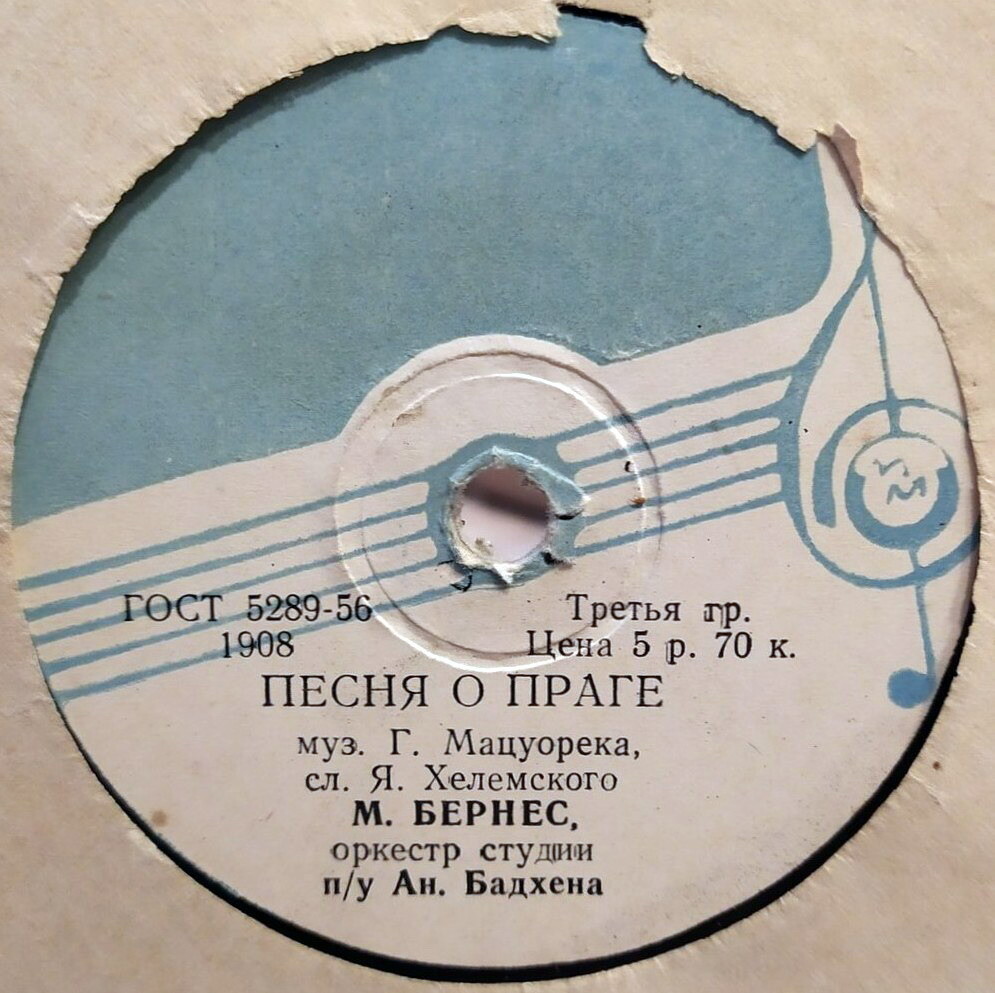 ГОСТ 5289-56 Третья гр.
1908 Цена 5 р. 70 к.
ПЕСНЯ О ПРАГЕ
муз. Г. Мацуорека,
сл. Я. Хелемского
М. БЕРНЕС,
оркестр студии
п/у Ан. Бадхена